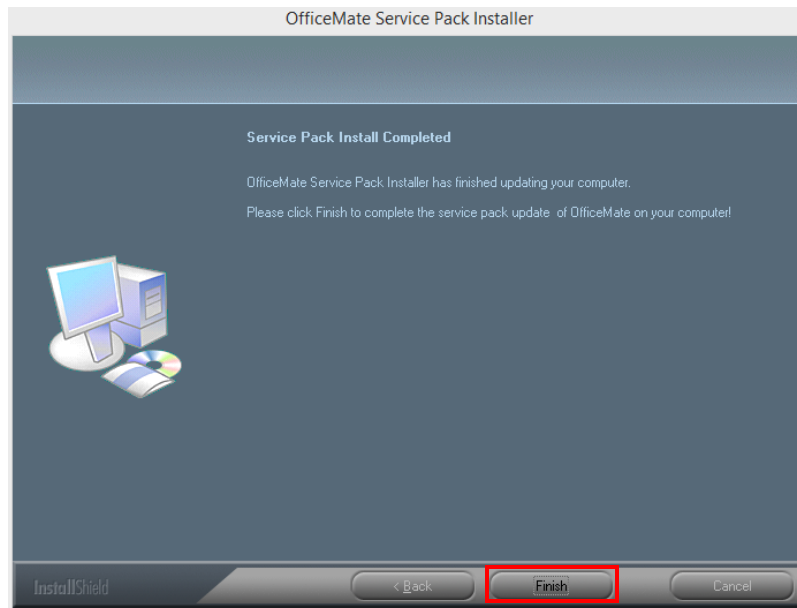 OfficeMate Service Pack Installer
Service Pack Install Completed
OfficeMate Service Pack Installer has finished updating your computer.
Please click Finish to complete the service pack update  of OfficeMate on your computer!
InstallShield
< Back
Finish
Cancel